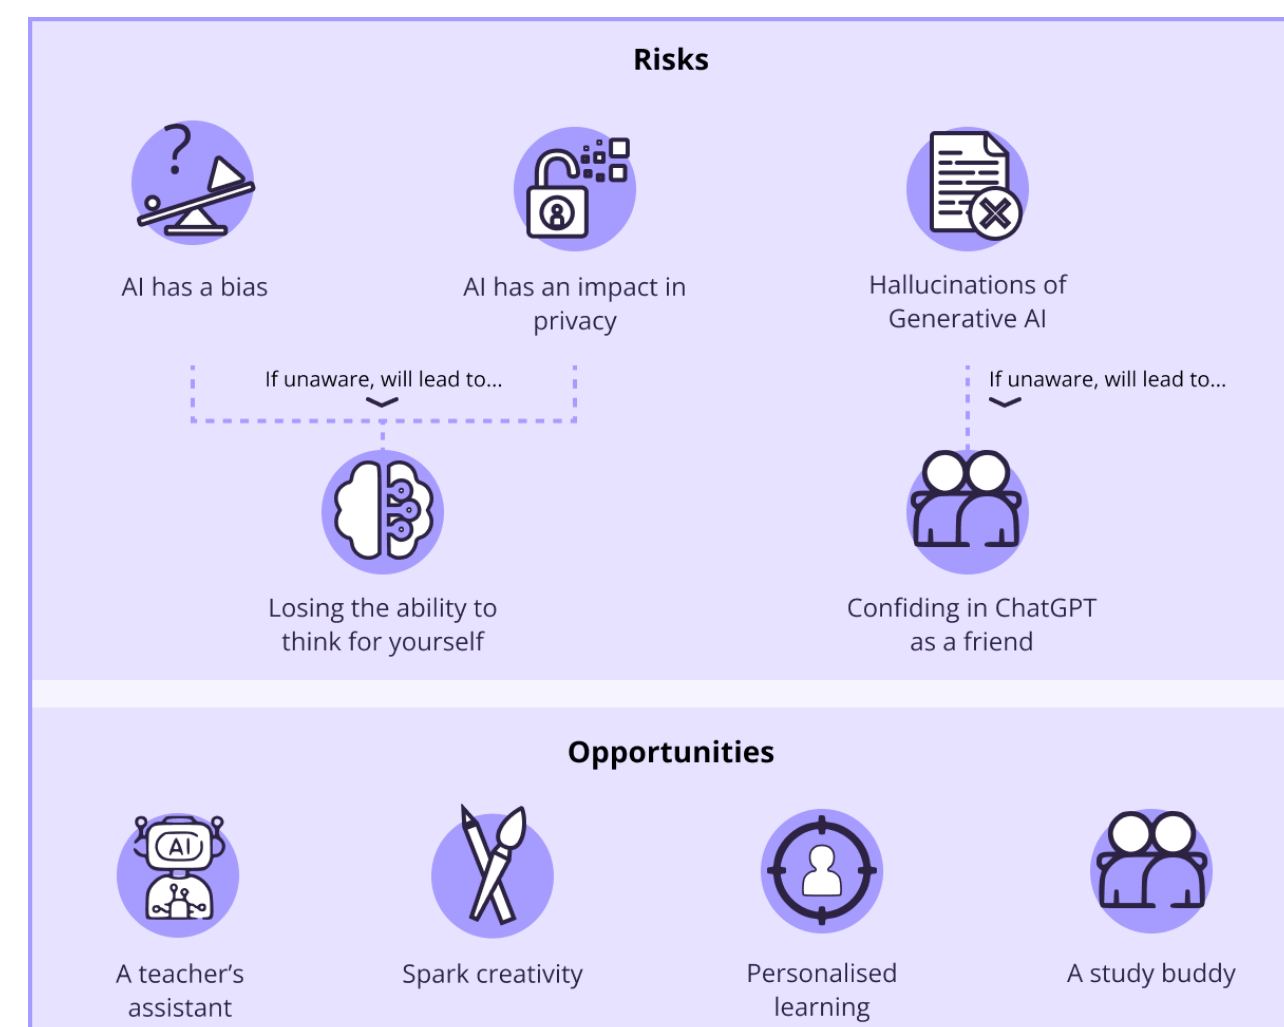 Risks
?
AI has a bias
AI has an impact in
privacy
Hallucinations of
Generative AI
If unaware, will lead to...
If unaware, will lead to...
Losing the ability to
think for yourself
Confiding in ChatGPT
as a friend
Opportunities
AI
A teacher’s
assistant
Spark creativity
Personalised
learning
A study buddy